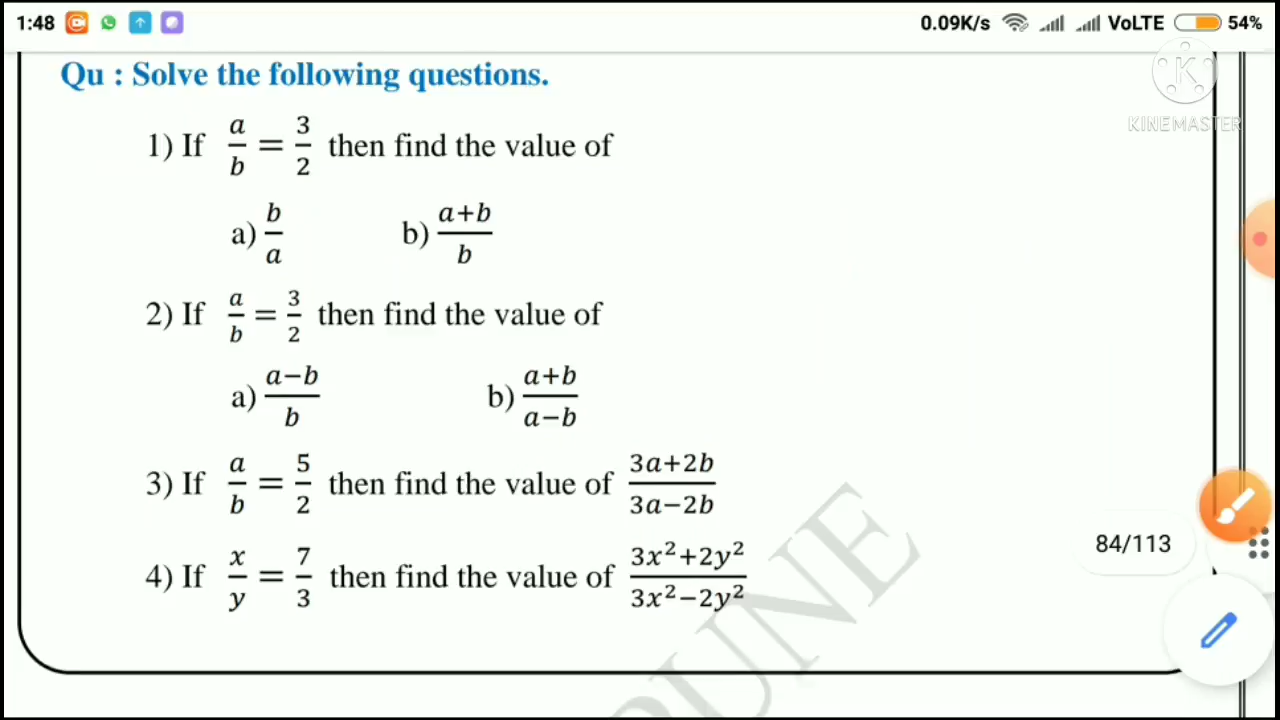 1:48 0.09K/s VoLTE 54%
KINEMASTER
Qu : Solve the following questions.
1) If a/b = 3/2 then find the value of
a) b/a b) a+b/b
2) If a/b = 3/2 then find the value of
a) a−b/b b) a+b/a−b
3) If a/b = 5/2 then find the value of 3a+2b/3a−2b
84/113
4) If x/y = 7/3 then find the value of 3x²+2y²/3x²−2y²
PUNE